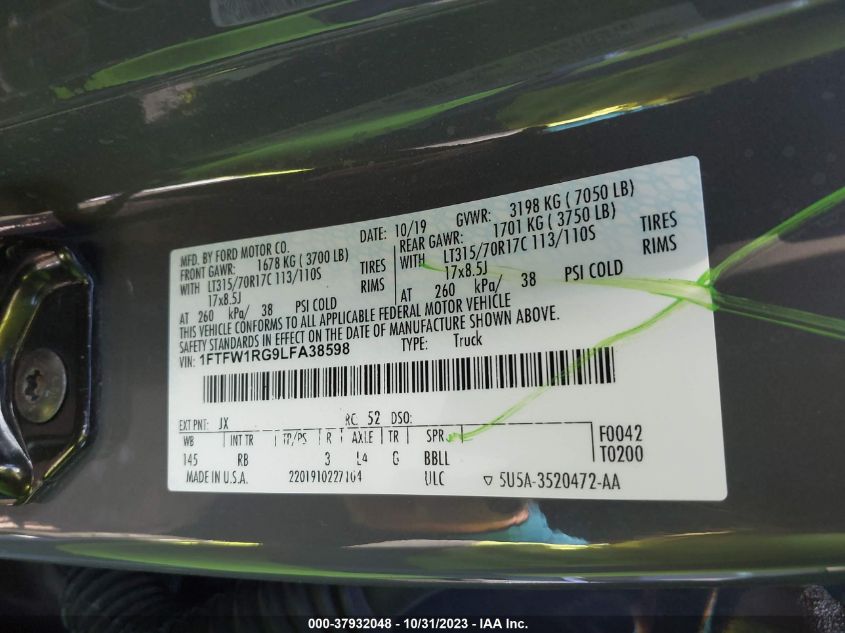 MFD. BY FORD MOTOR CO.
DATE: 10/19 GVWR: 3198 KG ( 7050 LB)
FRONT GAWR: 1678 KG ( 3700 LB)
REAR GAWR: 1701 KG ( 3750 LB)
WITH LT315/70R17C 113/110S TIRES
WITH LT315/70R17C 113/110S TIRES
17x8.5J RIMS
17x8.5J RIMS
AT 260 kPa/ 38 PSI COLD
AT 260 kPa/ 38 PSI COLD
THIS VEHICLE CONFORMS TO ALL APPLICABLE FEDERAL MOTOR VEHICLE
SAFETY STANDARDS IN EFFECT ON THE DATE OF MANUFACTURE SHOWN ABOVE.
VIN: 1FTFW1RG9LFA38598 TYPE: Truck
EXT PNT: JX RC: 52 DSO:
WB INT TR TP/PS R AXLE TR SPR F0042
145 RB 3 L4 G BBLL T0200
MADE IN U.S.A. 2201910227104 ULC 5U5A-3520472-AA
000-37932048 - 10/31/2023 - IAA Inc.